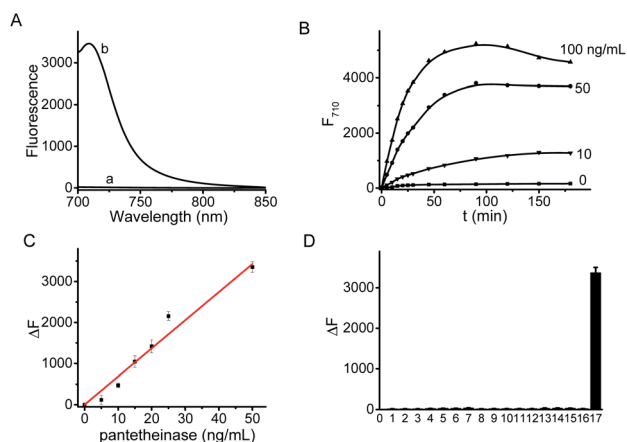 A
b
3000
2000
1000
0
a
Fluorescence
700 750 800 850
Wavelength (nm)
B
100 ng/mL
50
10
0
4000
2000
0
F710
0 50 100 150
t (min)
C
3000
2000
1000
0
ΔF
0 10 20 30 40 50
pantetheinase (ng/mL)
D
3000
2000
1000
0
ΔF
0 1 2 3 4 5 6 7 8 9 10 11 12 13 14 15 16 17